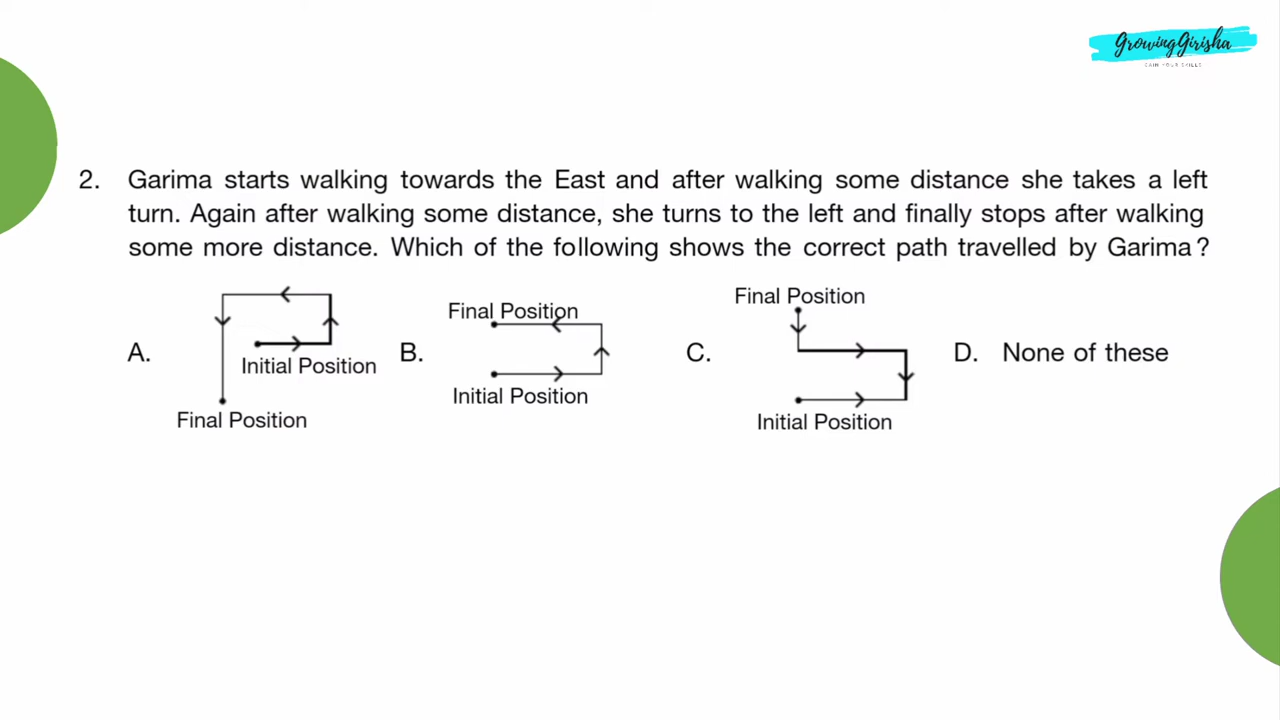 GrowingGirisha
GAIN YOUR SKILLS
2. Garima starts walking towards the East and after walking some distance she takes a left
turn. Again after walking some distance, she turns to the left and finally stops after walking
some more distance. Which of the following shows the correct path travelled by Garima?
A.
Initial Position
Final Position
B.
Final Position
Initial Position
C.
Final Position
Initial Position
D. None of these